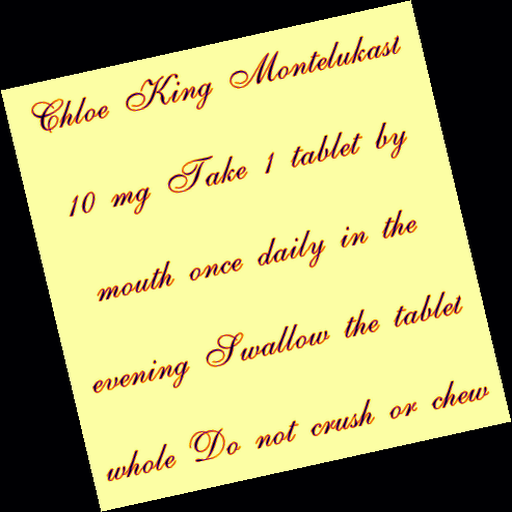 Chloe King Montelukast
10 mg Take 1 tablet by
mouth once daily in the
evening Swallow the tablet
whole Do not crush or chew